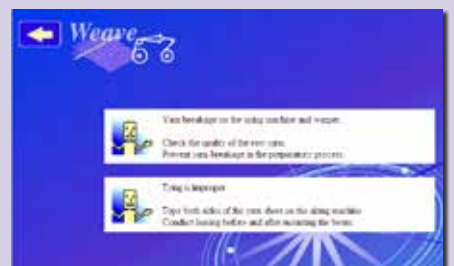 Weave
Yarn breakage on the sizing machine and warper.
Check the quality of the raw yarn.
Prevent yarn breakage in the preparatory process.
Tying is improper
Tape both sides of the yarn sheet on the sizing machine
Conduct leasing before and after mounting the beam.